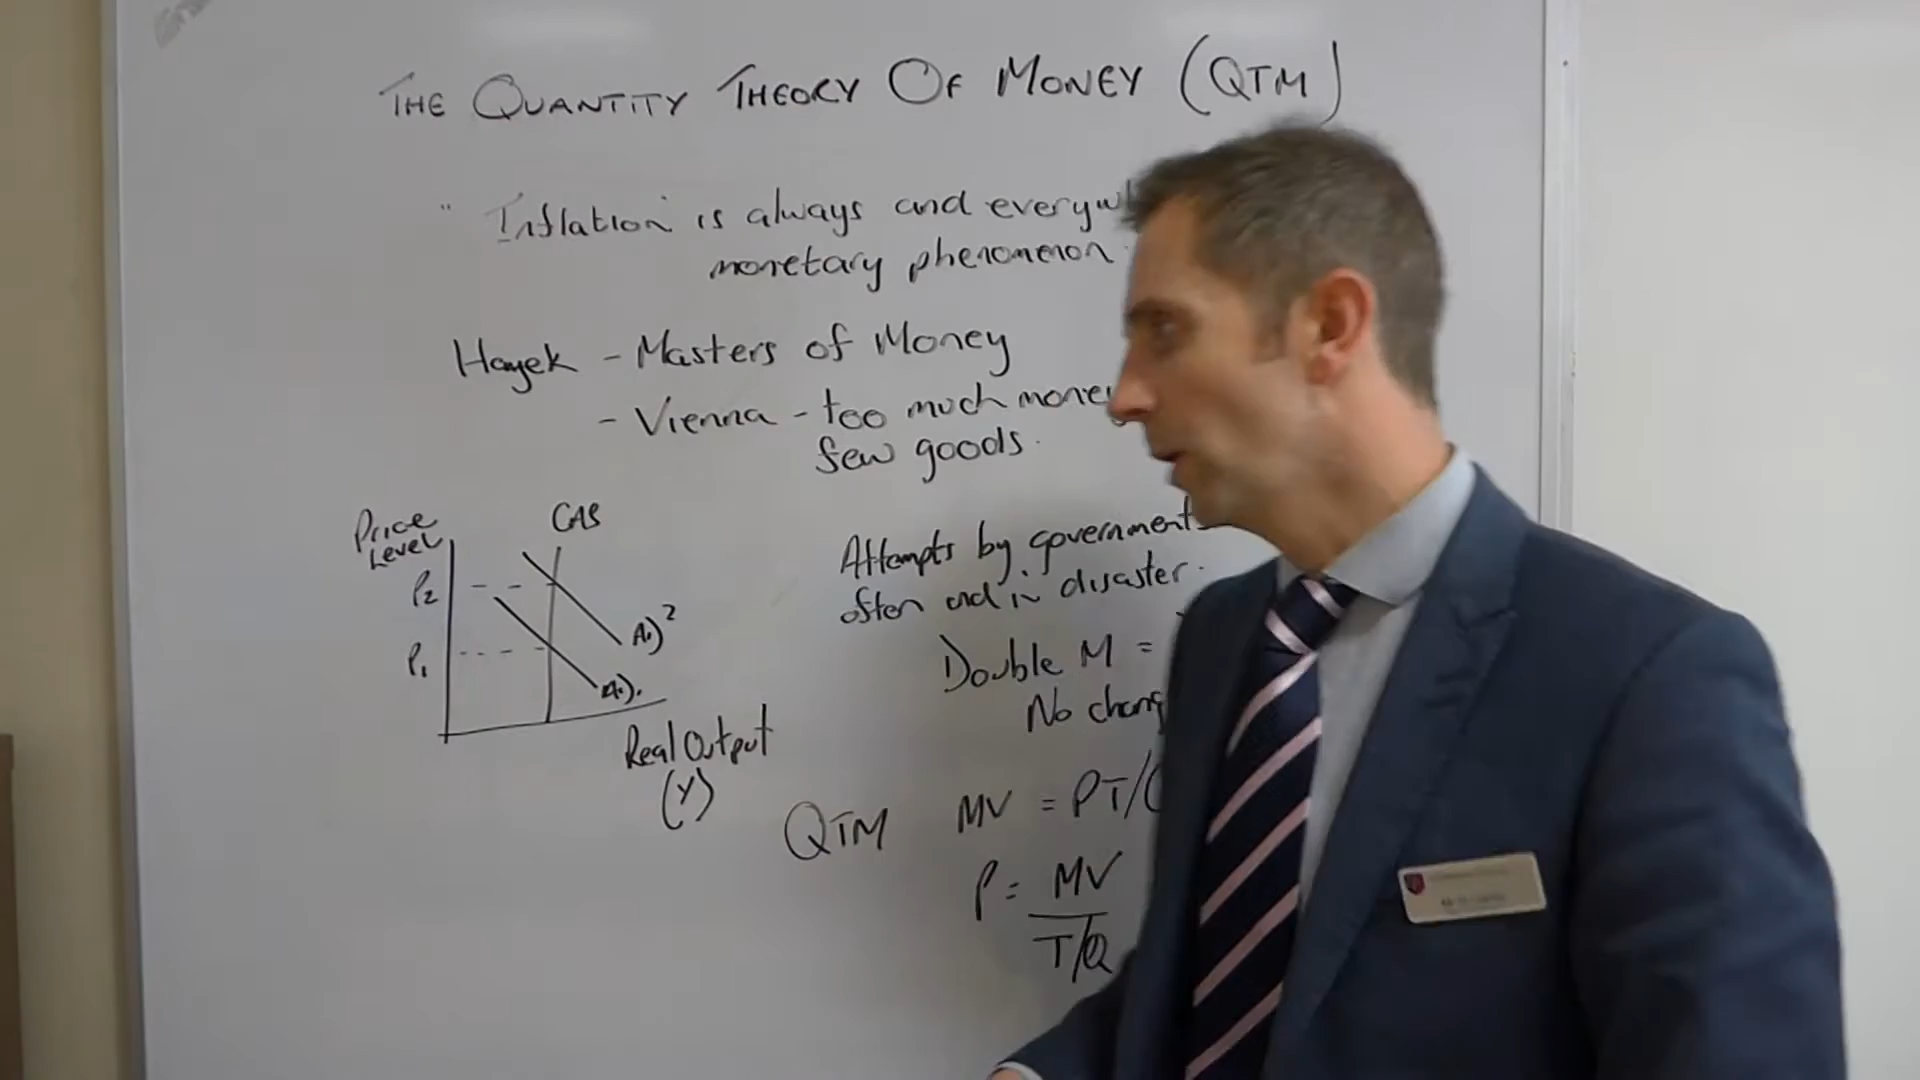 THE QUANTITY THEORY OF MONEY (QTM)
" Inflation is always and everywh
monetary phenomenon
Hayek - Masters of Money
- Vienna - too much money
few goods.
Price
Level
CAS
P2
P1
AD2
AD1
Real Output
(Y)
Attempts by government
often end in disaster.
Double M =
No chang
QTM MV = PT/
P = MV
T/Q